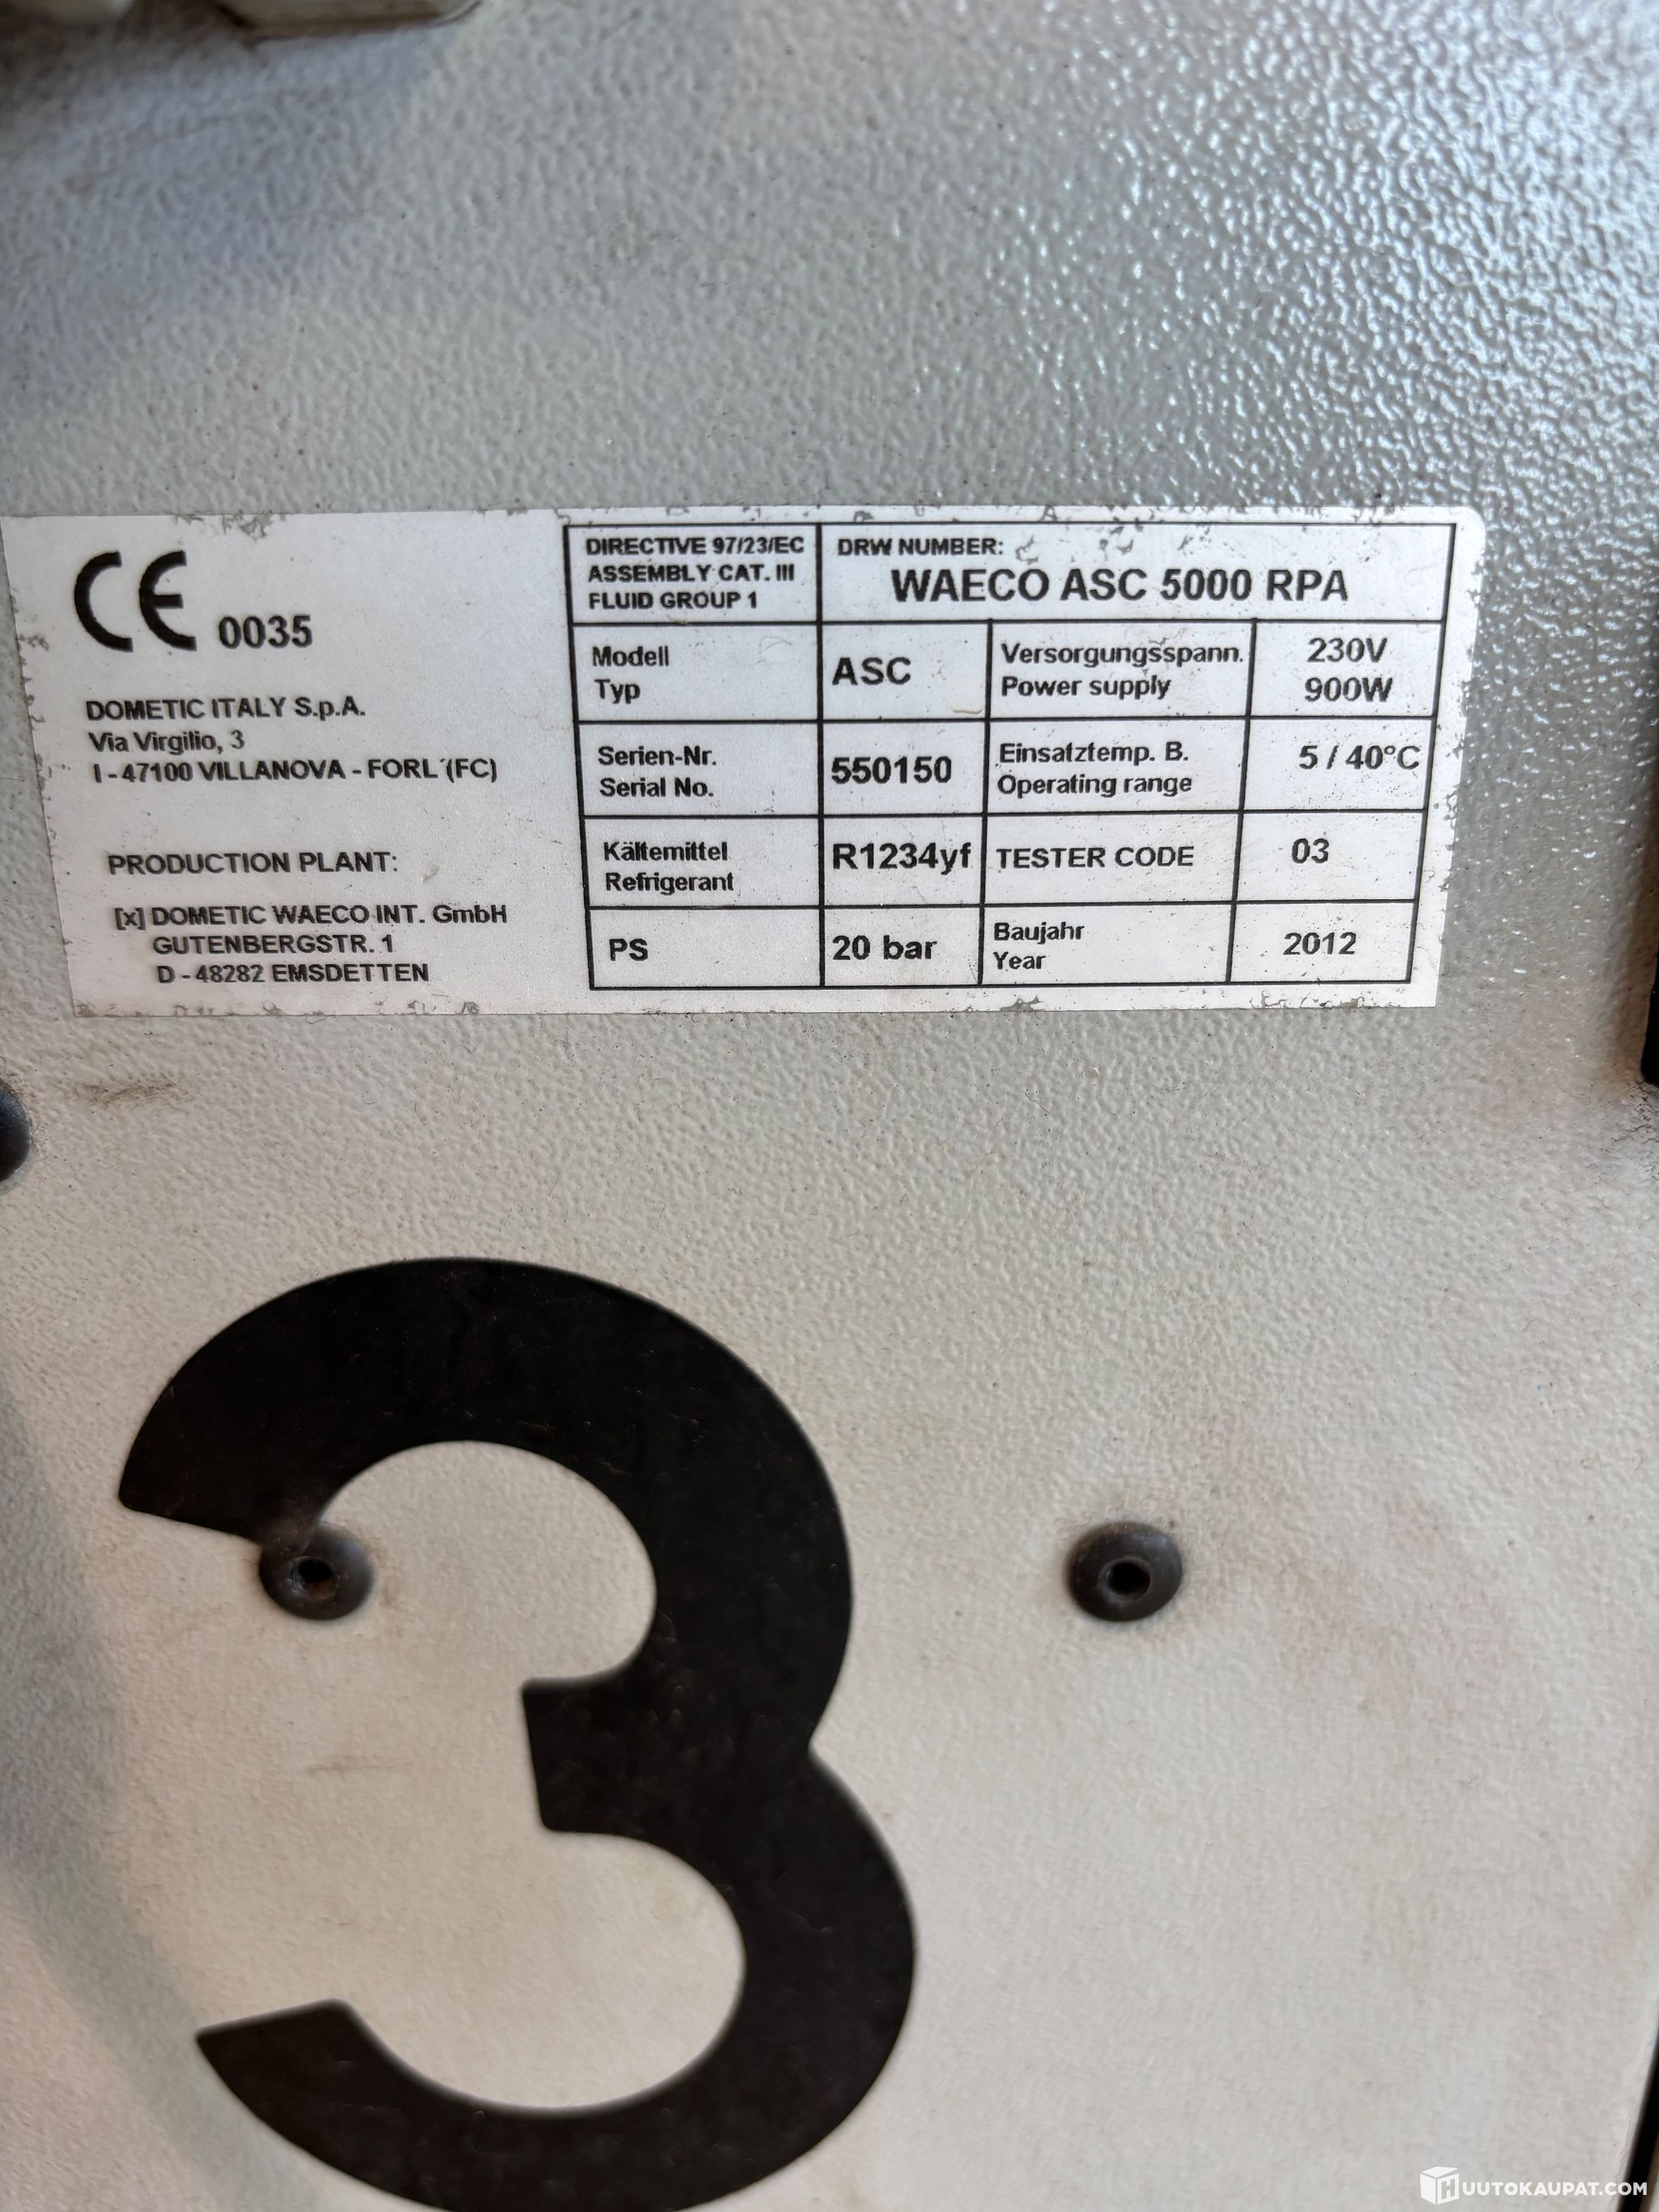 CE 0035
DOMETIC ITALY S.p.A.
Via Virgilio, 3
I - 47100 VILLANOVA - FORL´(FC)
PRODUCTION PLANT:
[x] DOMETIC WAECO INT. GmbH
GUTENBERGSTR. 1
D - 48282 EMSDETTEN
DIRECTIVE 97/23/EC
ASSEMBLY CAT. III
FLUID GROUP 1
DRW NUMBER:
WAECO ASC 5000 RPA
Modell
Typ
ASC
Versorgungsspann.
Power supply
230V
900W
Serien-Nr.
Serial No.
550150
Einsatztemp. B.
Operating range
5 / 40°C
Kältemittel
Refrigerant
R1234yf
TESTER CODE
03
PS
20 bar
Baujahr
Year
2012
3
HUUTOKAUPAT.COM